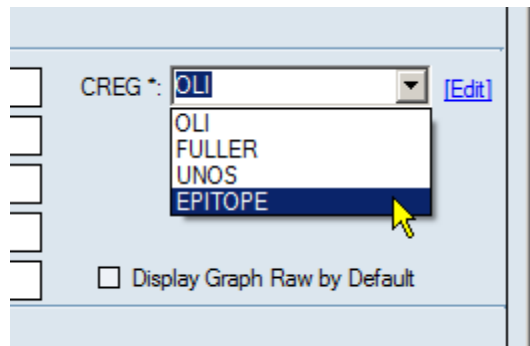 CREG *: OLI [Edit]
OLI
FULLER
UNOS
EPITOPE
Display Graph Raw by Default